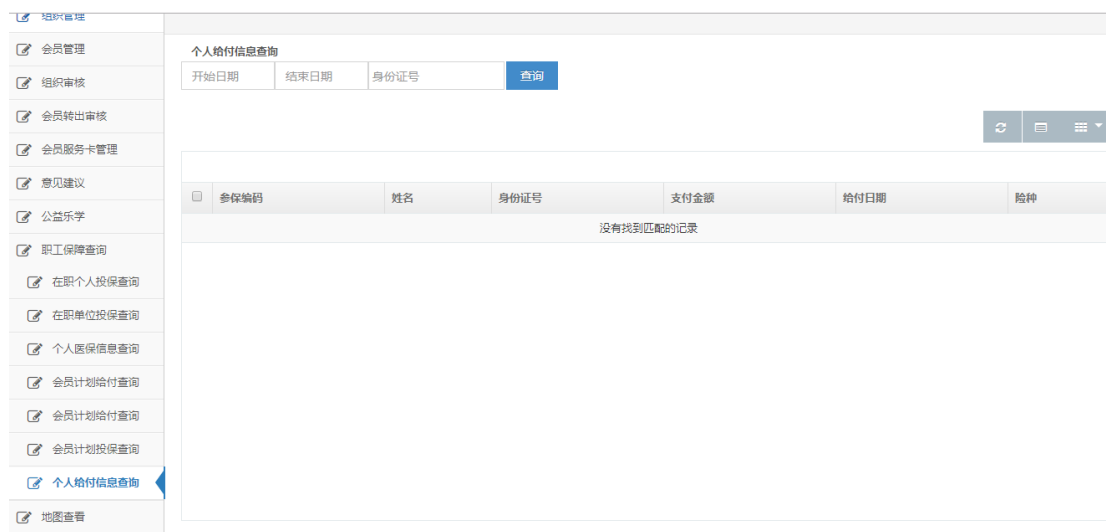 组织管理
会员管理
组织审核
会员转出审核
会员服务卡管理
意见建议
公益乐学
职工保障查询
在职个人投保查询
在职单位投保查询
个人医保信息查询
会员计划给付查询
会员计划给付查询
会员计划投保查询
个人给付信息查询
地图查看
个人给付信息查询
开始日期 结束日期 身份证号 查询
参保编码 姓名 身份证号 支付金额 给付日期 险种
没有找到匹配的记录